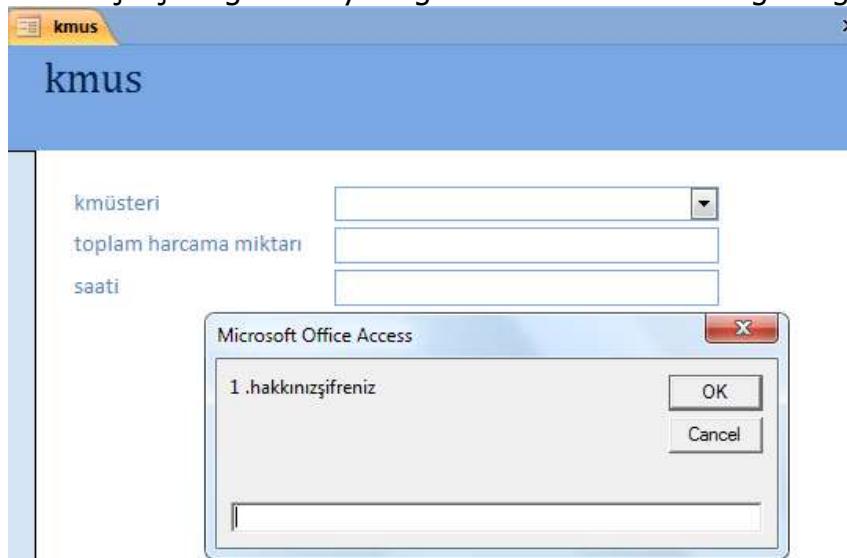 kmus
kmus
kmüsteri
toplam harcama miktarı
saati
Microsoft Office Access
1 .hakkınızşifreniz
OK
Cancel